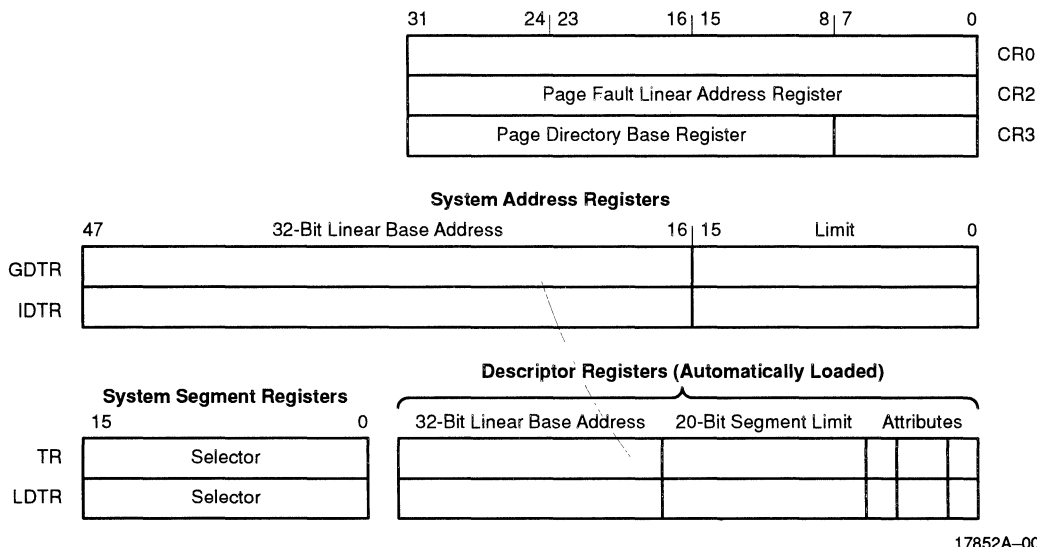 31 24 23 16 15 8 7 0
CR0
Page Fault Linear Address Register CR2
Page Directory Base Register CR3
System Address Registers
47 32-Bit Linear Base Address 16 15 Limit 0
GDTR
IDTR
Descriptor Registers (Automatically Loaded)
System Segment Registers
15 0 32-Bit Linear Base Address 20-Bit Segment Limit Attributes
TR Selector
LDTR Selector
17852A–00